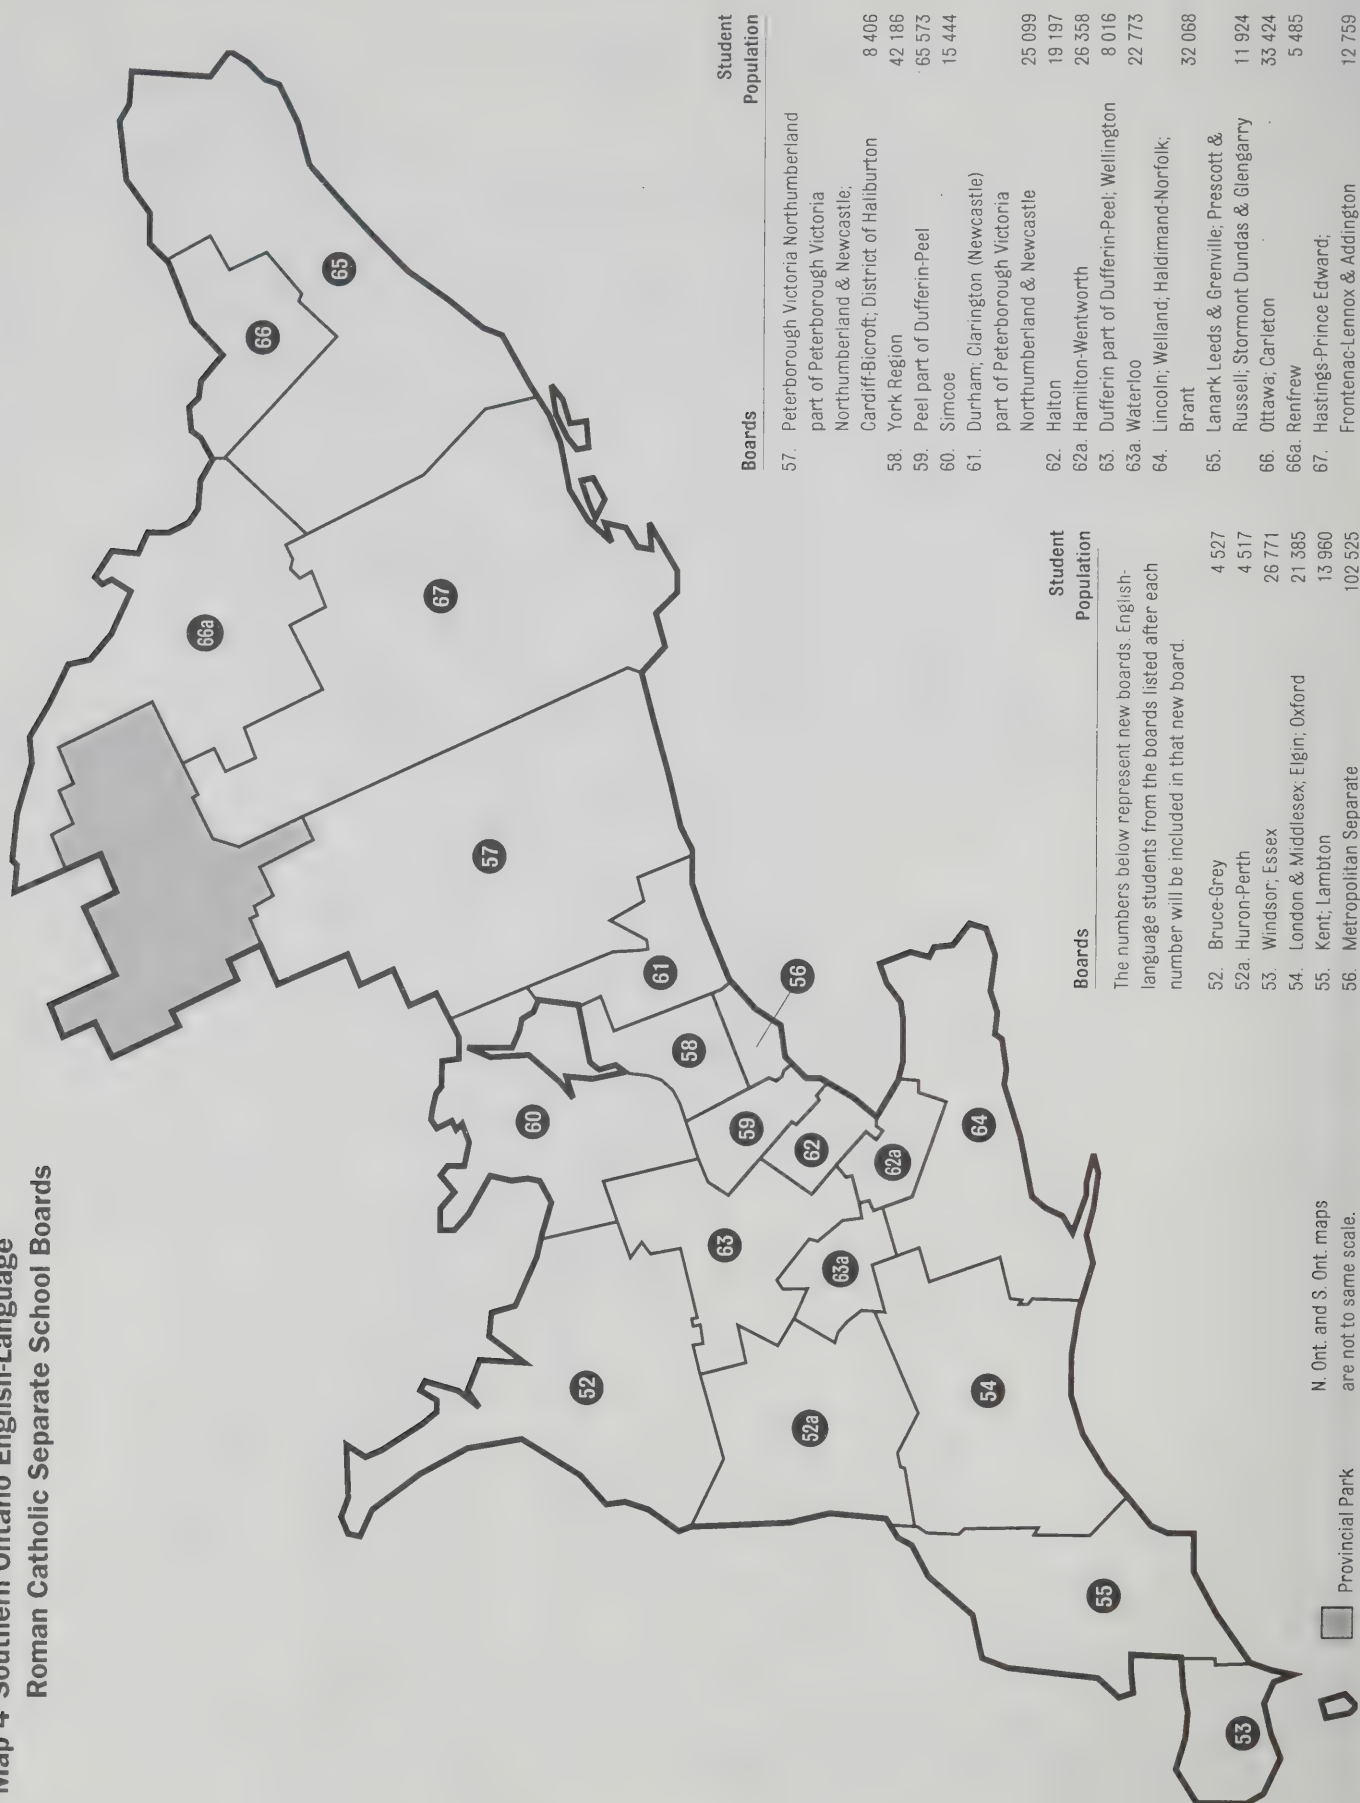 Map 4 Southern Ontario English-Language
Roman Catholic Separate School Boards
52
52a
53
54
55
56
57
58
59
60
61
62
62a
63
63a
64
65
66
66a
67
Provincial Park
N. Ont. and S. Ont. maps
are not to same scale.
Boards Student Population
The numbers below represent new boards. English-
language students from the boards listed after each
number will be included in that new board.
52. Bruce-Grey 4 527
52a. Huron-Perth 4 517
53. Windsor; Essex 26 771
54. London & Middlesex; Elgin; Oxford 21 385
55. Kent; Lambton 13 960
56. Metropolitan Separate 102 525
Boards Student Population
57. Peterborough Victoria Northumberland
part of Peterborough Victoria
Northumberland & Newcastle;
Cardiff-Bicroft; District of Haliburton 8 406
58. York Region 42 186
59. Peel part of Dufferin-Peel 65 573
60. Simcoe 15 444
61. Durham; Clarington (Newcastle)
part of Peterborough Victoria
Northumberland & Newcastle 25 099
62. Halton 19 197
62a. Hamilton-Wentworth 26 358
63. Dufferin part of Dufferin-Peel; Wellington 8 016
63a. Waterloo 22 773
64. Lincoln; Welland; Haldimand-Norfolk;
Brant 32 068
65. Lanark Leeds & Grenville; Prescott &
Russell; Stormont Dundas & Glengarry 11 924
66. Ottawa; Carleton 33 424
66a. Renfrew 5 485
67. Hastings-Prince Edward;
Frontenac-Lennox & Addington 12 759